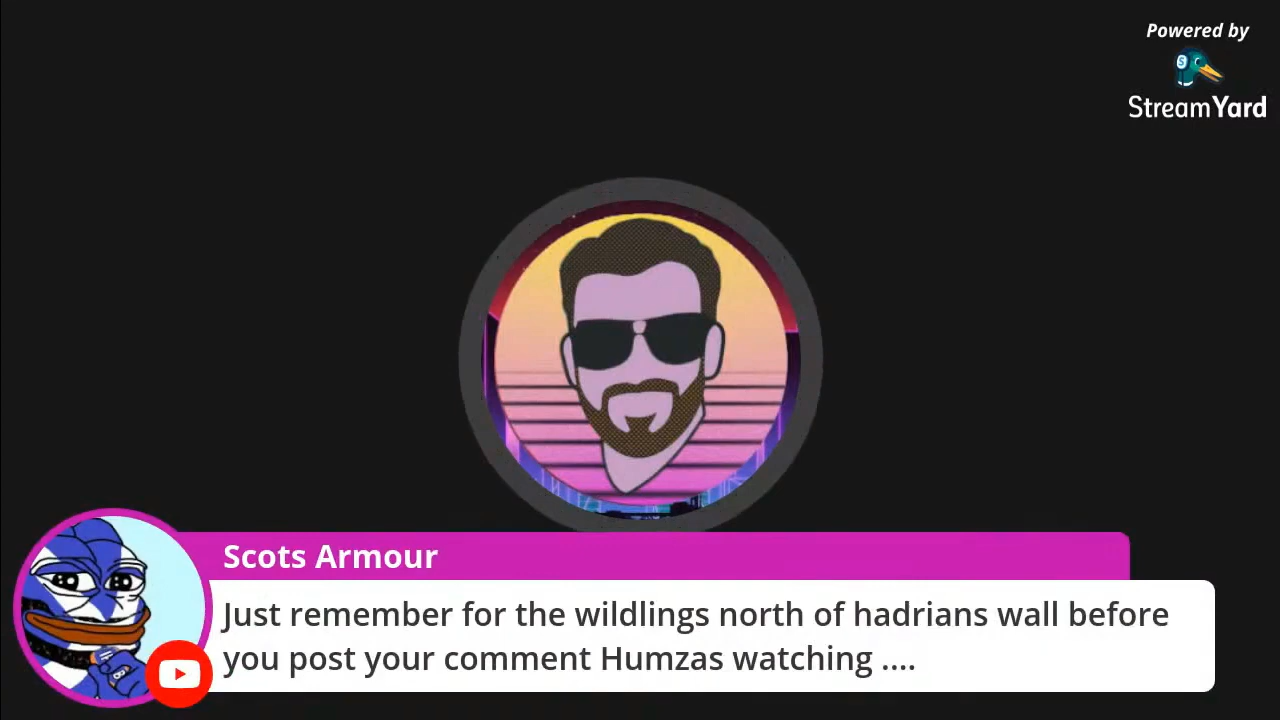 Powered by
StreamYard
Scots Armour
Just remember for the wildlings north of hadrians wall before
you post your comment Humzas watching ....